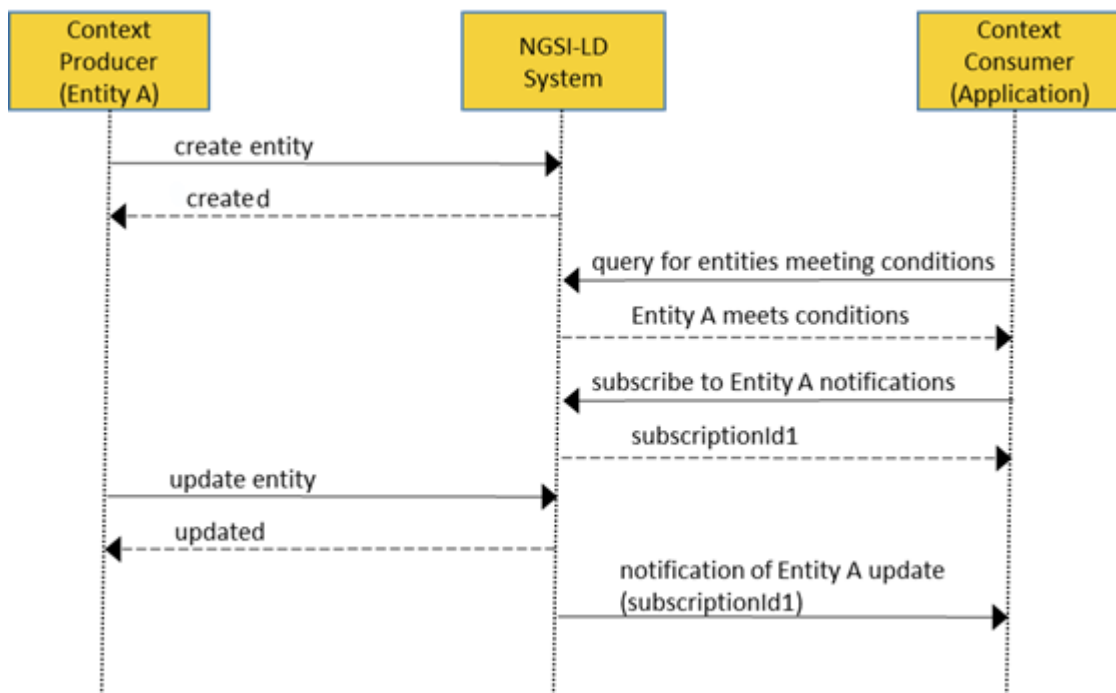 Context
Producer
(Entity A)
NGSI-LD
System
Context
Consumer
(Application)
create entity
created
query for entities meeting conditions
Entity A meets conditions
subscribe to Entity A notifications
subscriptionId1
update entity
updated
notification of Entity A update
(subscriptionId1)